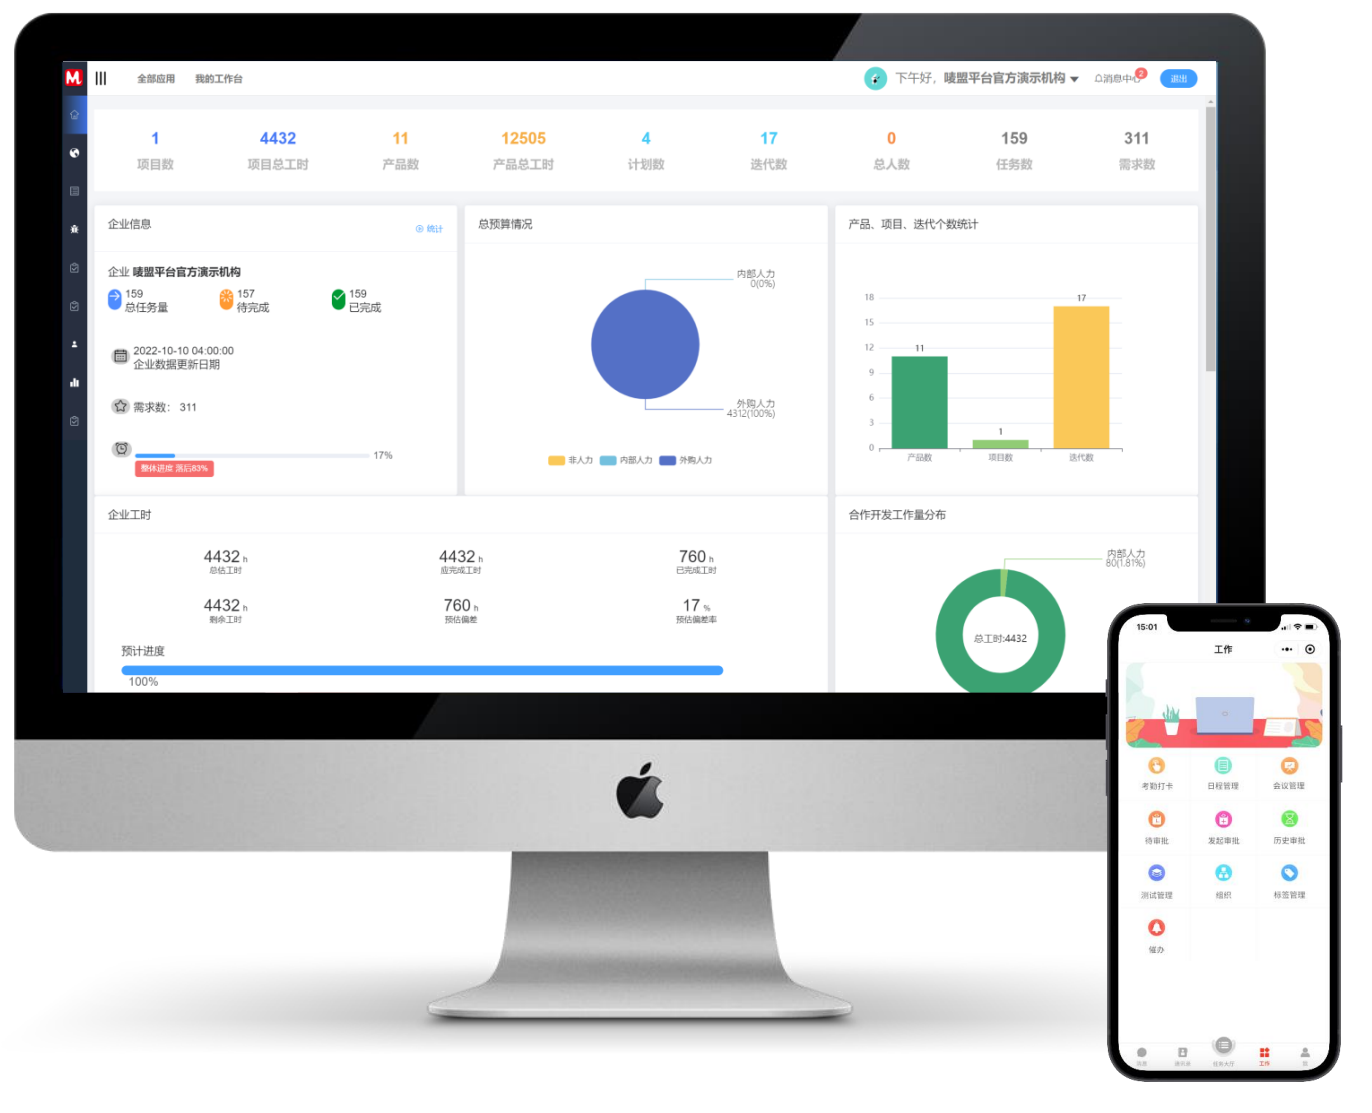 M
全部应用 我的工作台
下午好，唛盟平台官方演示机构
消息中心 2
退出
1 4432 11 12505 4 17 0 159 311
项目数 项目总工时 产品数 产品总工时 计划数 迭代数 总人数 任务数 需求数
企业信息
统计
企业 唛盟平台官方演示机构
159 157 159
总任务量 待完成 已完成
2022-10-10 04:00:00
企业数据更新日期
需求数： 311
17%
整体进度 落后83%
总预算情况
内部人力
0(0%)
外购人力
4312(100%)
非人力 内部人力 外购人力
产品、项目、迭代个数统计
18
15
12
9
6
3
0
11
1
17
产品数 项目数 迭代数
企业工时
4432 h 4432 h 760 h
总估工时 应完成工时 已完成工时
4432 h 760 h 17 %
剩余工时 预估偏差 预估偏差率
预计进度
100%
合作开发工作量分布
内部人力
80(1.81%)
总工时:4432
15:01
工作
考勤打卡 日程管理 会议管理
待审批 发起审批 历史审批
测试管理 组织 标签管理
催办
任务大厅 工作 我